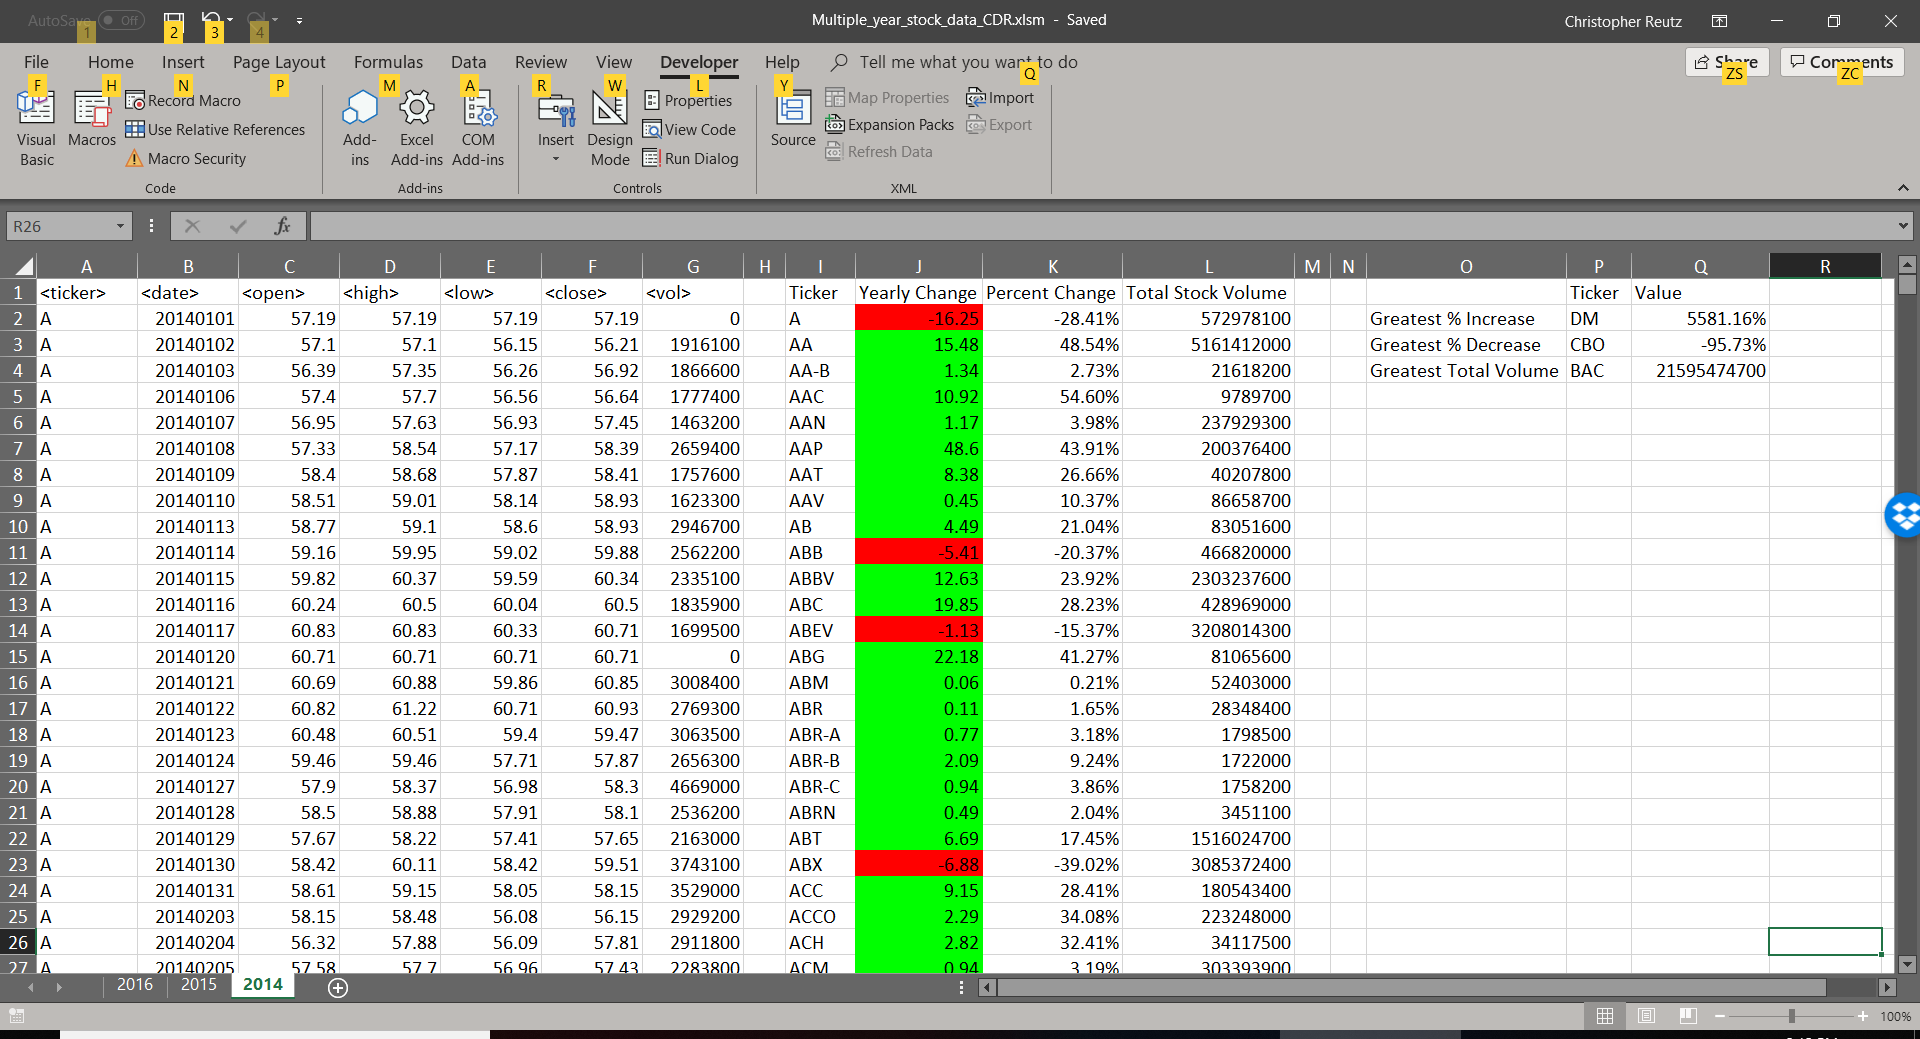 AutoSave Off Multiple_year_stock_data_CDR.xlsm - Saved Christopher Reutz
1 2 3 4
File Home Insert Page Layout Formulas Data Review View Developer Help Tell me what you want to do Share Comments
F H N P M A R W L Y Q ZS ZC
Visual Basic
Macros
Record Macro
Use Relative References
Macro Security
Code
Add-ins
Excel Add-ins
COM Add-ins
Add-ins
Insert
Design Mode
Properties
View Code
Run Dialog
Controls
Source
Map Properties
Expansion Packs
Refresh Data
Import
Export
XML
R26 fx
A B C D E F G H I J K L M N O P Q R
1 <ticker> <date> <open> <high> <low> <close> <vol> Ticker Yearly Change Percent Change Total Stock Volume Ticker Value
2 A 20140101 57.19 57.19 57.19 57.19 0 A -16.25 -28.41% 572978100 Greatest % Increase DM 5581.16%
3 A 20140102 57.1 57.1 56.15 56.21 1916100 AA 15.48 48.54% 5161412000 Greatest % Decrease CBO -95.73%
4 A 20140103 56.39 57.35 56.26 56.92 1866600 AA-B 1.34 2.73% 21618200 Greatest Total Volume BAC 21595474700
5 A 20140106 57.4 57.7 56.56 56.64 1777400 AAC 10.92 54.60% 9789700
6 A 20140107 56.95 57.63 56.93 57.45 1463200 AAN 1.17 3.98% 237929300
7 A 20140108 57.33 58.54 57.17 58.39 2659400 AAP 48.6 43.91% 200376400
8 A 20140109 58.4 58.68 57.87 58.41 1757600 AAT 8.38 26.66% 40207800
9 A 20140110 58.51 59.01 58.14 58.93 1623300 AAV 0.45 10.37% 86658700
10 A 20140113 58.77 59.1 58.6 58.93 2946700 AB 4.49 21.04% 83051600
11 A 20140114 59.16 59.95 59.02 59.88 2562200 ABB -5.41 -20.37% 466820000
12 A 20140115 59.82 60.37 59.59 60.34 2335100 ABBV 12.63 23.92% 2303237600
13 A 20140116 60.24 60.5 60.04 60.5 1835900 ABC 19.85 28.23% 428969000
14 A 20140117 60.83 60.83 60.33 60.71 1699500 ABEV -1.13 -15.37% 3208014300
15 A 20140120 60.71 60.71 60.71 60.71 0 ABG 22.18 41.27% 81065600
16 A 20140121 60.69 60.88 59.86 60.85 3008400 ABM 0.06 0.21% 52403000
17 A 20140122 60.82 61.22 60.71 60.93 2769300 ABR 0.11 1.65% 28348400
18 A 20140123 60.48 60.51 59.4 59.47 3063500 ABR-A 0.77 3.18% 1798500
19 A 20140124 59.46 59.46 57.71 57.87 2656300 ABR-B 2.09 9.24% 1722000
20 A 20140127 57.9 58.37 56.98 58.3 4669000 ABR-C 0.94 3.86% 1758200
21 A 20140128 58.5 58.88 57.91 58.1 2536200 ABRN 0.49 2.04% 3451100
22 A 20140129 57.67 58.22 57.41 57.65 2163000 ABT 6.69 17.45% 1516024700
23 A 20140130 58.42 60.11 58.42 59.51 3743100 ABX -6.88 -39.02% 3085372400
24 A 20140131 58.61 59.15 58.05 58.15 3529000 ACC 9.15 28.41% 180543400
25 A 20140203 58.15 58.48 56.08 56.15 2929200 ACCO 2.29 34.08% 223248000
26 A 20140204 56.32 57.88 56.09 57.81 2911800 ACH 2.82 32.41% 34117500
27 A 20140205 57.58 57.7 56.96 57.43 2283800 ACM 0.94 3.19% 303393900
2016 2015 2014
100%